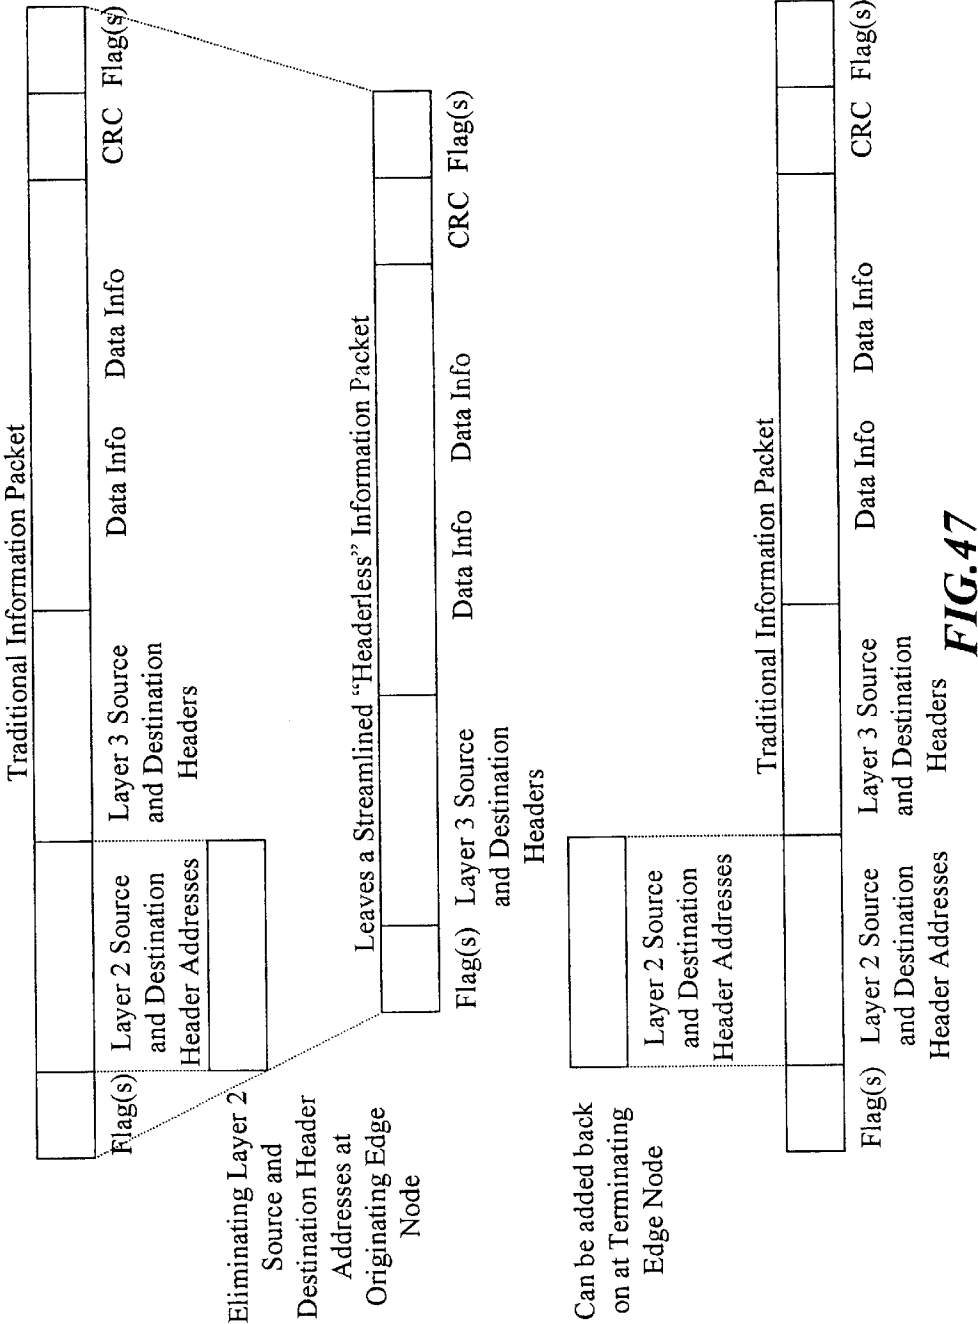 Traditional Information Packet
Flag(s)
Layer 2 Source
and Destination
Header Addresses
Layer 3 Source
and Destination
Headers
Data Info
Data Info
CRC
Flag(s)
Eliminating Layer 2
Source and
Destination Header
Addresses at
Originating Edge
Node
Leaves a Streamlined “Headerless” Information Packet
Flag(s)
Layer 3 Source
and Destination
Headers
Data Info
Data Info
CRC
Flag(s)
Can be added back
on at Terminating
Edge Node
Layer 2 Source
and Destination
Header Addresses
Traditional Information Packet
Flag(s)
Layer 2 Source
and Destination
Header Addresses
Layer 3 Source
and Destination
Headers
Data Info
Data Info
CRC
Flag(s)
FIG.47